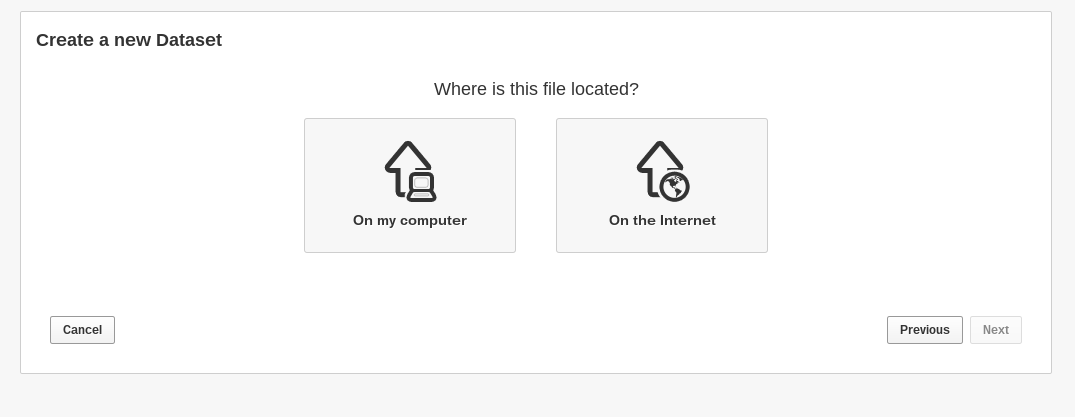 Create a new Dataset
Where is this file located?
On my computer
On the Internet
Cancel
Previous
Next